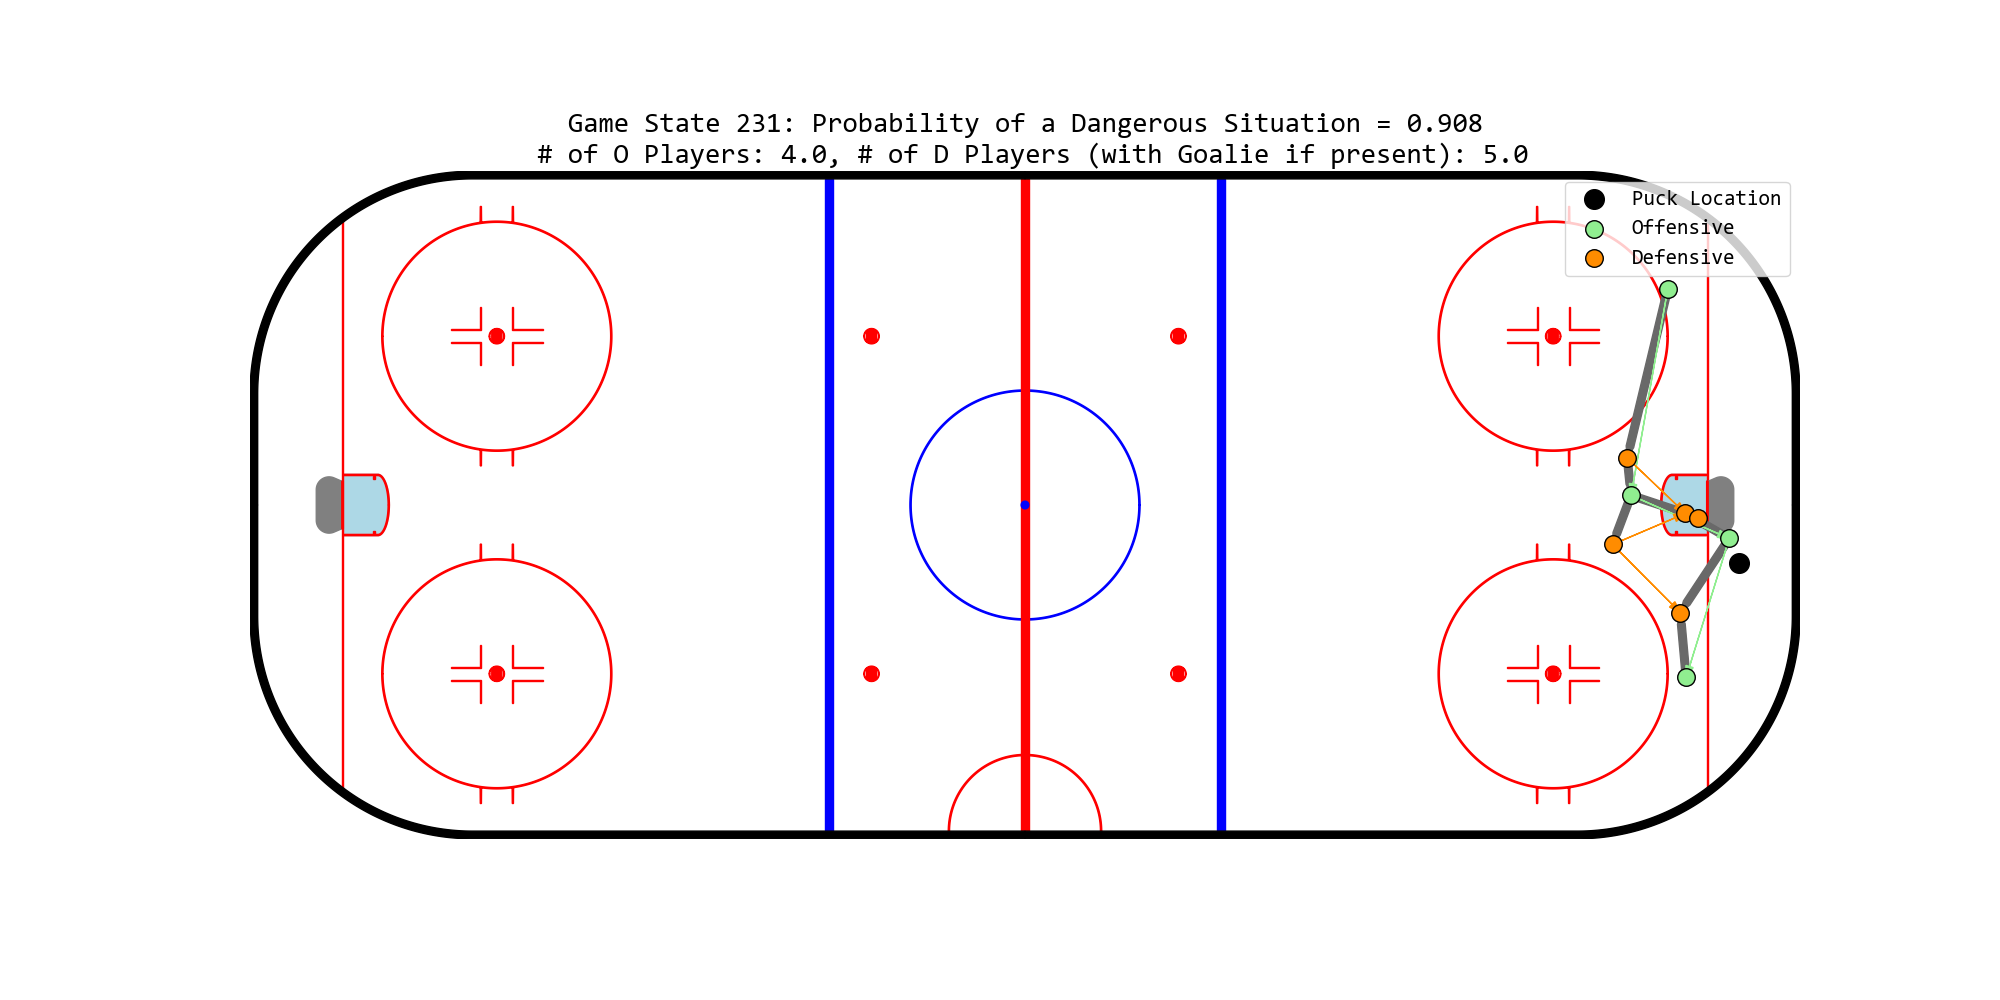 Game State 231: Probability of a Dangerous Situation = 0.908
# of O Players: 4.0, # of D Players (with Goalie if present): 5.0
Puck Location
Offensive
Defensive